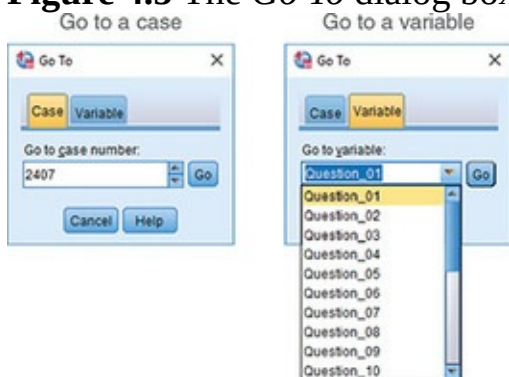 Figure 4.5 The Go To dialog box
Go to a case
Go To
Case Variable
Go to case number:
2407
Go
Cancel Help
Go to a variable
Go To
Case Variable
Go to variable:
Question_01
Go
Question_01
Question_02
Question_03
Question_04
Question_05
Question_06
Question_07
Question_08
Question_09
Question_10